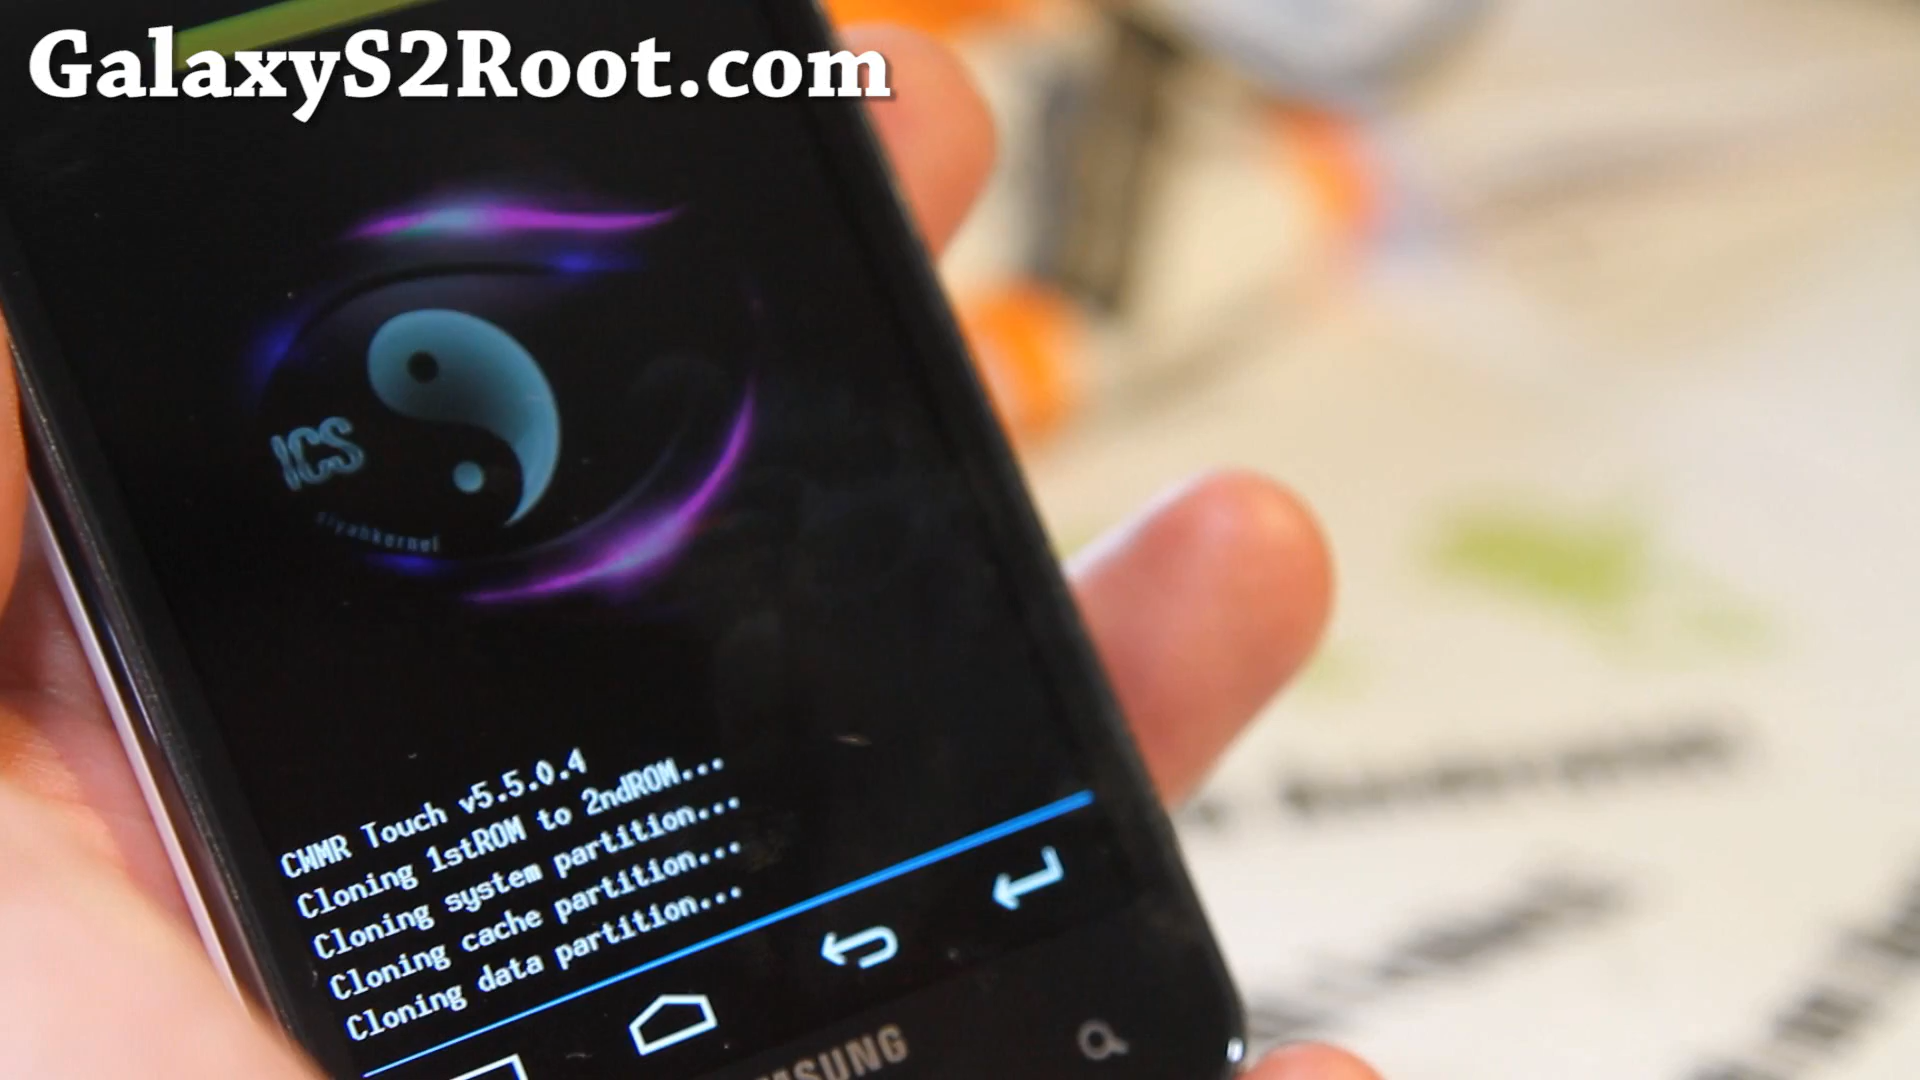 GalaxyS2Root.com
ICS
siyahkernel
CWMR Touch v5.5.0.4
Cloning 1stROM to 2ndROM...
Cloning system partition...
Cloning cache partition...
Cloning data partition...
SAMSUNG